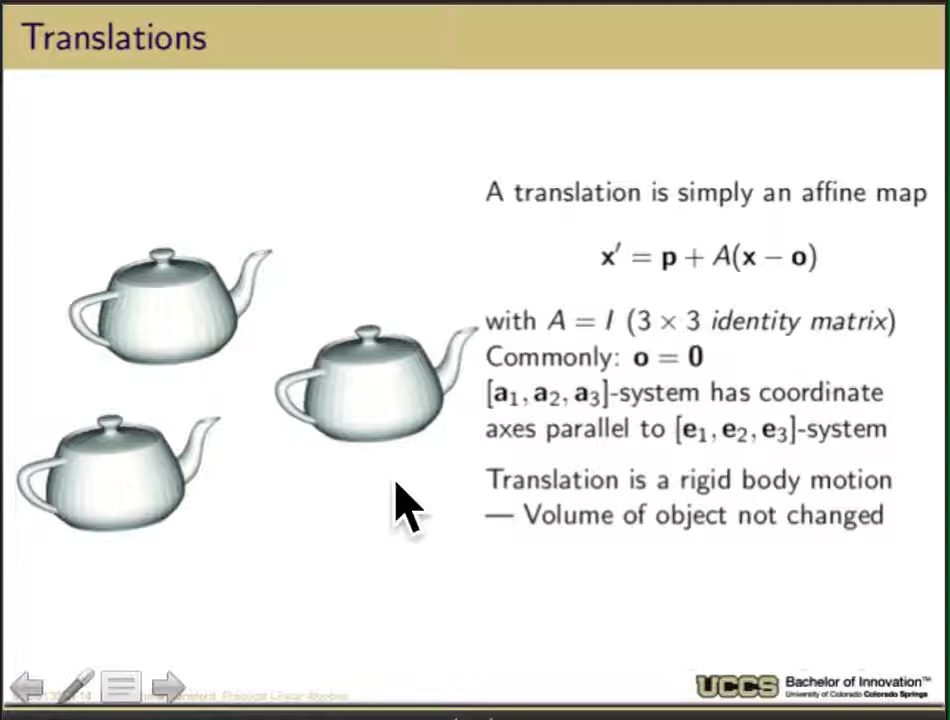 Translations
A translation is simply an affine map
x′ = p + A(x − o)
with A = I (3 × 3 identity matrix)
Commonly: o = 0
[a₁, a₂, a₃]-system has coordinate
axes parallel to [e₁, e₂, e₃]-system
Translation is a rigid body motion
— Volume of object not changed
UCCS
Bachelor of Innovation™
University of Colorado Colorado Springs